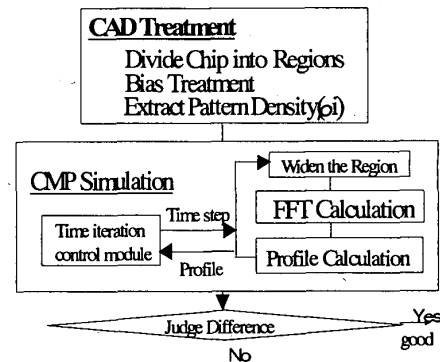 CAD Treatment
Divide Chip into Regions
Bias Treatment
Extract Pattern Density(ρi)
CMP Simulation
Widen the Region
FFT Calculation
Profile Calculation
Time step
Time iteration
control module
Profile
Judge Difference
Yes
good
No